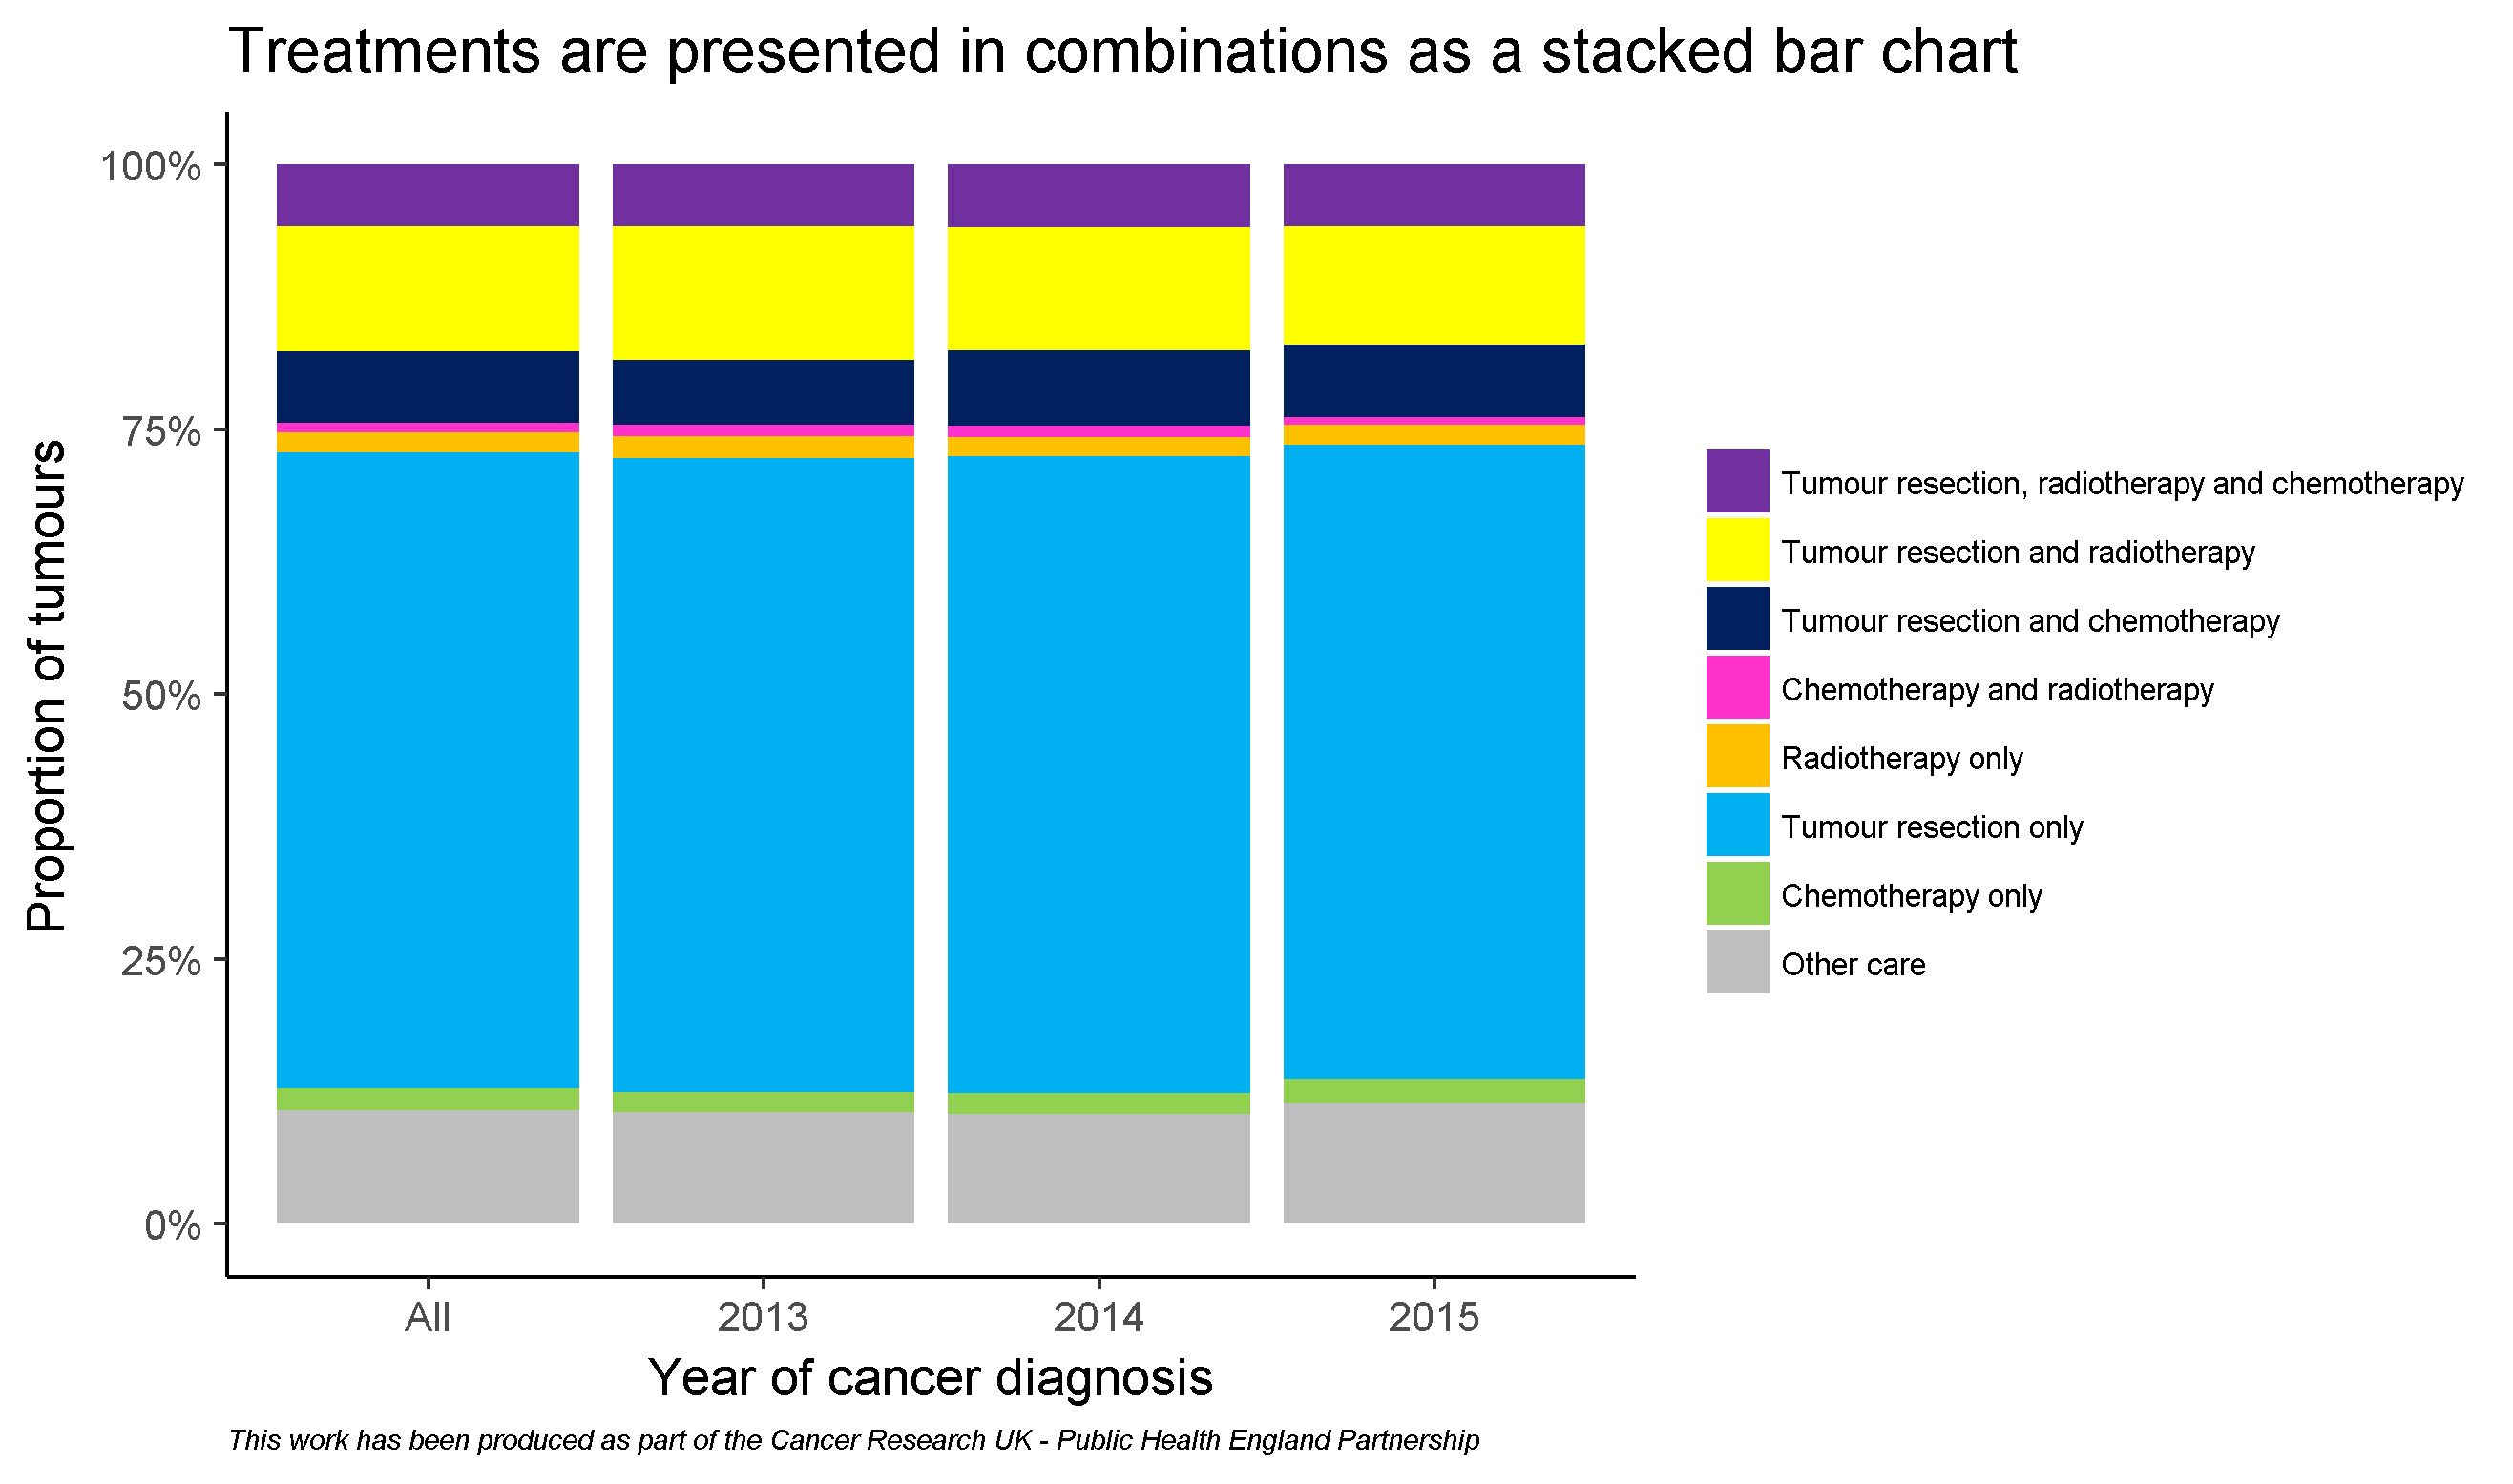 Treatments are presented in combinations as a stacked bar chart
Proportion of tumours
100%
75%
50%
25%
0%
All
2013
2014
2015
Year of cancer diagnosis
Tumour resection, radiotherapy and chemotherapy
Tumour resection and radiotherapy
Tumour resection and chemotherapy
Chemotherapy and radiotherapy
Radiotherapy only
Tumour resection only
Chemotherapy only
Other care
This work has been produced as part of the Cancer Research UK - Public Health England Partnership